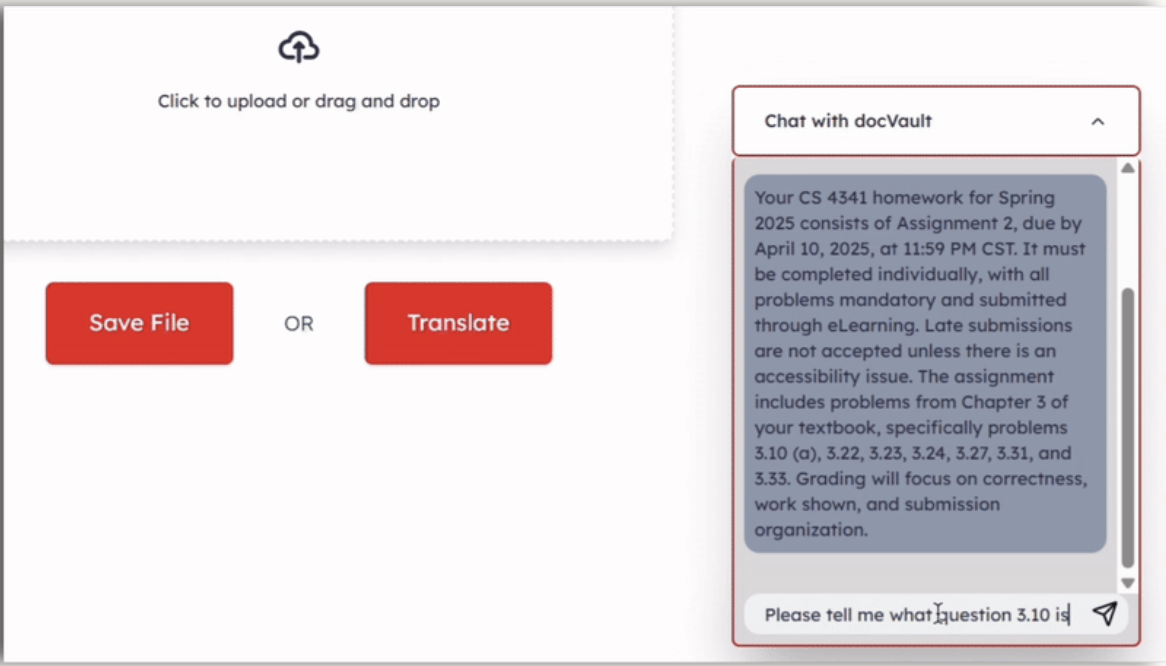 Click to upload or drag and drop
Save File
OR
Translate
Chat with docVault
Your CS 4341 homework for Spring
2025 consists of Assignment 2, due by
April 10, 2025, at 11:59 PM CST. It must
be completed individually, with all
problems mandatory and submitted
through eLearning. Late submissions
are not accepted unless there is an
accessibility issue. The assignment
includes problems from Chapter 3 of
your textbook, specifically problems
3.10 (a), 3.22, 3.23, 3.24, 3.27, 3.31, and
3.33. Grading will focus on correctness,
work shown, and submission
organization.
Please tell me what question 3.10 is